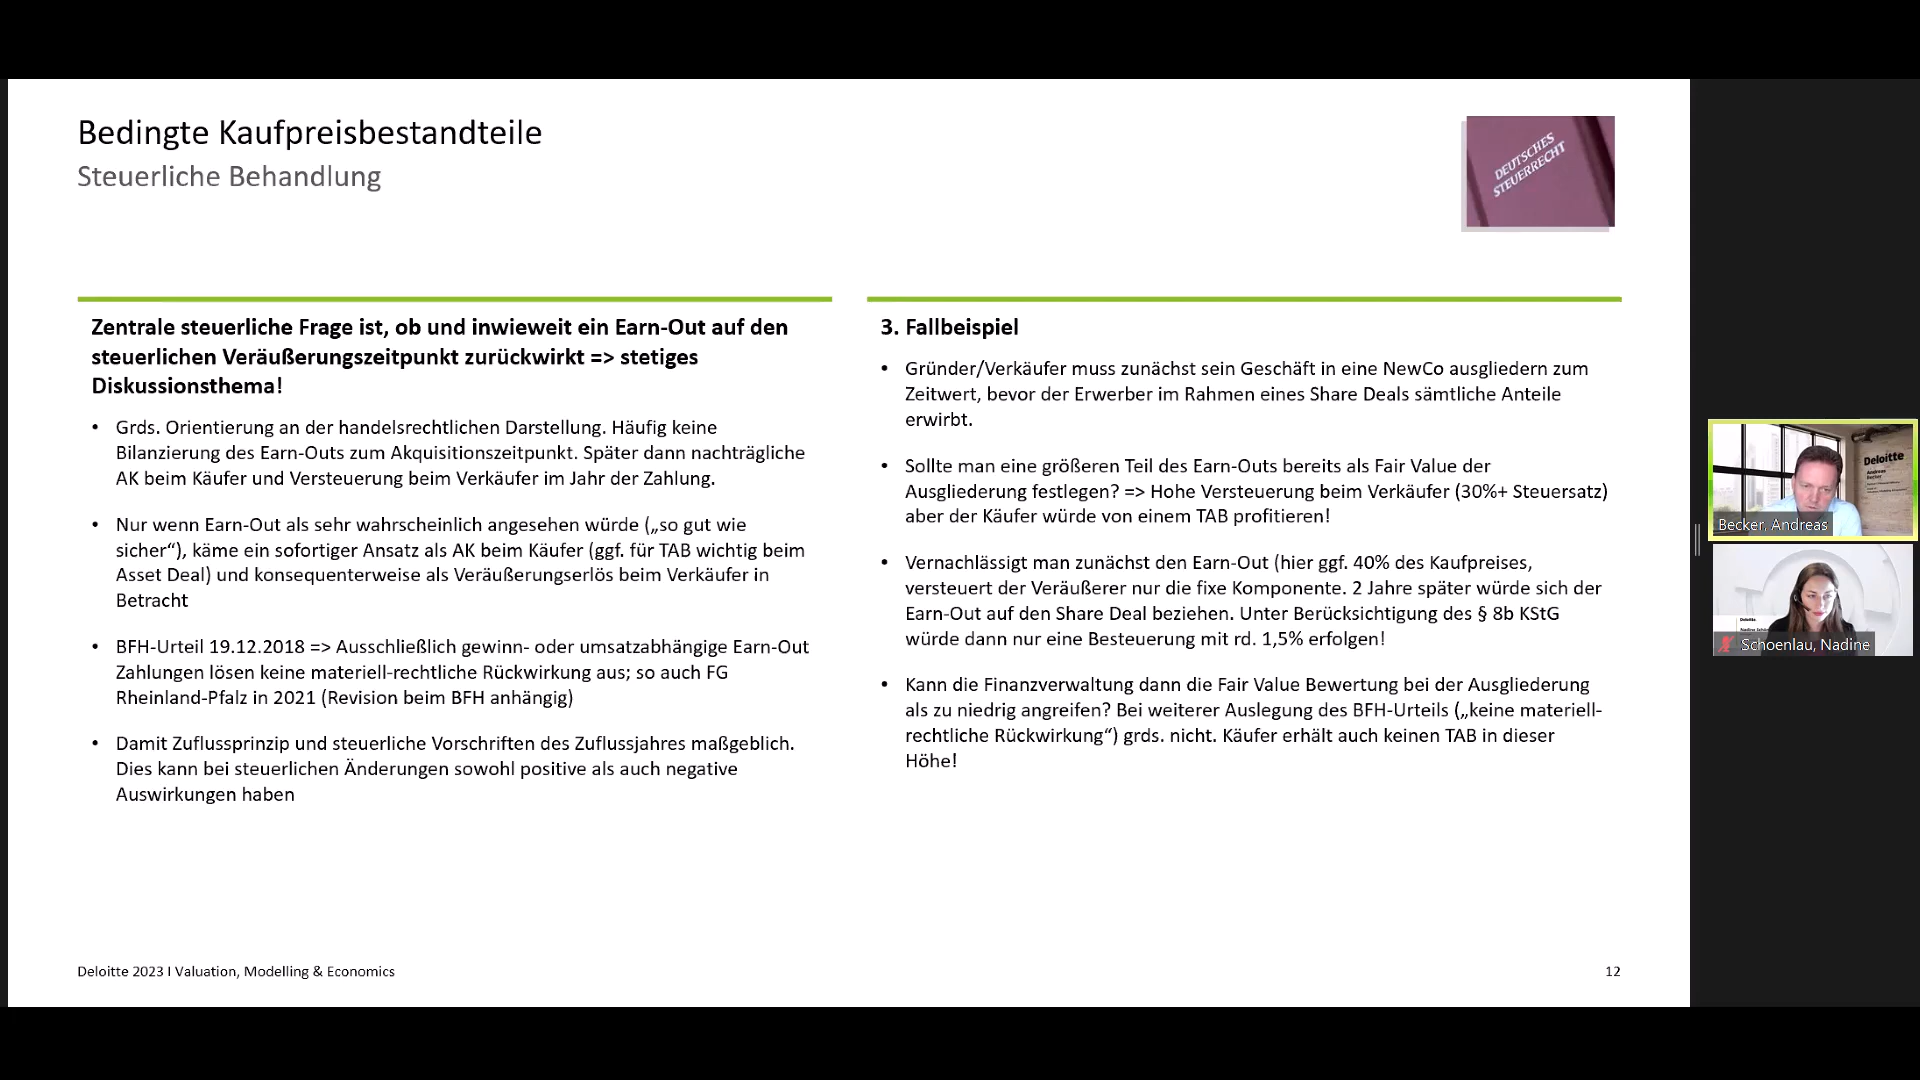 Bedingte Kaufpreisbestandteile
Steuerliche Behandlung
DEUTSCHES
STEUERRECHT
Zentrale steuerliche Frage ist, ob und inwieweit ein Earn-Out auf den
steuerlichen Veräußerungszeitpunkt zurückwirkt => stetiges
Diskussionsthema!
• Grds. Orientierung an der handelsrechtlichen Darstellung. Häufig keine
Bilanzierung des Earn-Outs zum Akquisitionszeitpunkt. Später dann nachträgliche
AK beim Käufer und Versteuerung beim Verkäufer im Jahr der Zahlung.
• Nur wenn Earn-Out als sehr wahrscheinlich angesehen würde („so gut wie
sicher“), käme ein sofortiger Ansatz als AK beim Käufer (ggf. für TAB wichtig beim
Asset Deal) und konsequenterweise als Veräußerungserlös beim Verkäufer in
Betracht
• BFH-Urteil 19.12.2018 => Ausschließlich gewinn- oder umsatzabhängige Earn-Out
Zahlungen lösen keine materiell-rechtliche Rückwirkung aus; so auch FG
Rheinland-Pfalz in 2021 (Revision beim BFH anhängig)
• Damit Zuflussprinzip und steuerliche Vorschriften des Zuflussjahres maßgeblich.
Dies kann bei steuerlichen Änderungen sowohl positive als auch negative
Auswirkungen haben
3. Fallbeispiel
• Gründer/Verkäufer muss zunächst sein Geschäft in eine NewCo ausgliedern zum
Zeitwert, bevor der Erwerber im Rahmen eines Share Deals sämtliche Anteile
erwirbt.
• Sollte man eine größeren Teil des Earn-Outs bereits als Fair Value der
Ausgliederung festlegen? => Hohe Versteuerung beim Verkäufer (30%+ Steuersatz)
aber der Käufer würde von einem TAB profitieren!
• Vernachlässigt man zunächst den Earn-Out (hier ggf. 40% des Kaufpreises,
versteuert der Veräußerer nur die fixe Komponente. 2 Jahre später würde sich der
Earn-Out auf den Share Deal beziehen. Unter Berücksichtigung des § 8b KStG
würde dann nur eine Besteuerung mit rd. 1,5% erfolgen!
• Kann die Finanzverwaltung dann die Fair Value Bewertung bei der Ausgliederung
als zu niedrig angreifen? Bei weiterer Auslegung des BFH-Urteils („keine materiell-
rechtliche Rückwirkung“) grds. nicht. Käufer erhält auch keinen TAB in dieser
Höhe!
Deloitte 2023 I Valuation, Modelling & Economics
12
Deloitte
Andreas
Becker
Becker, Andreas
Deloitte
Schoenlau, Nadine